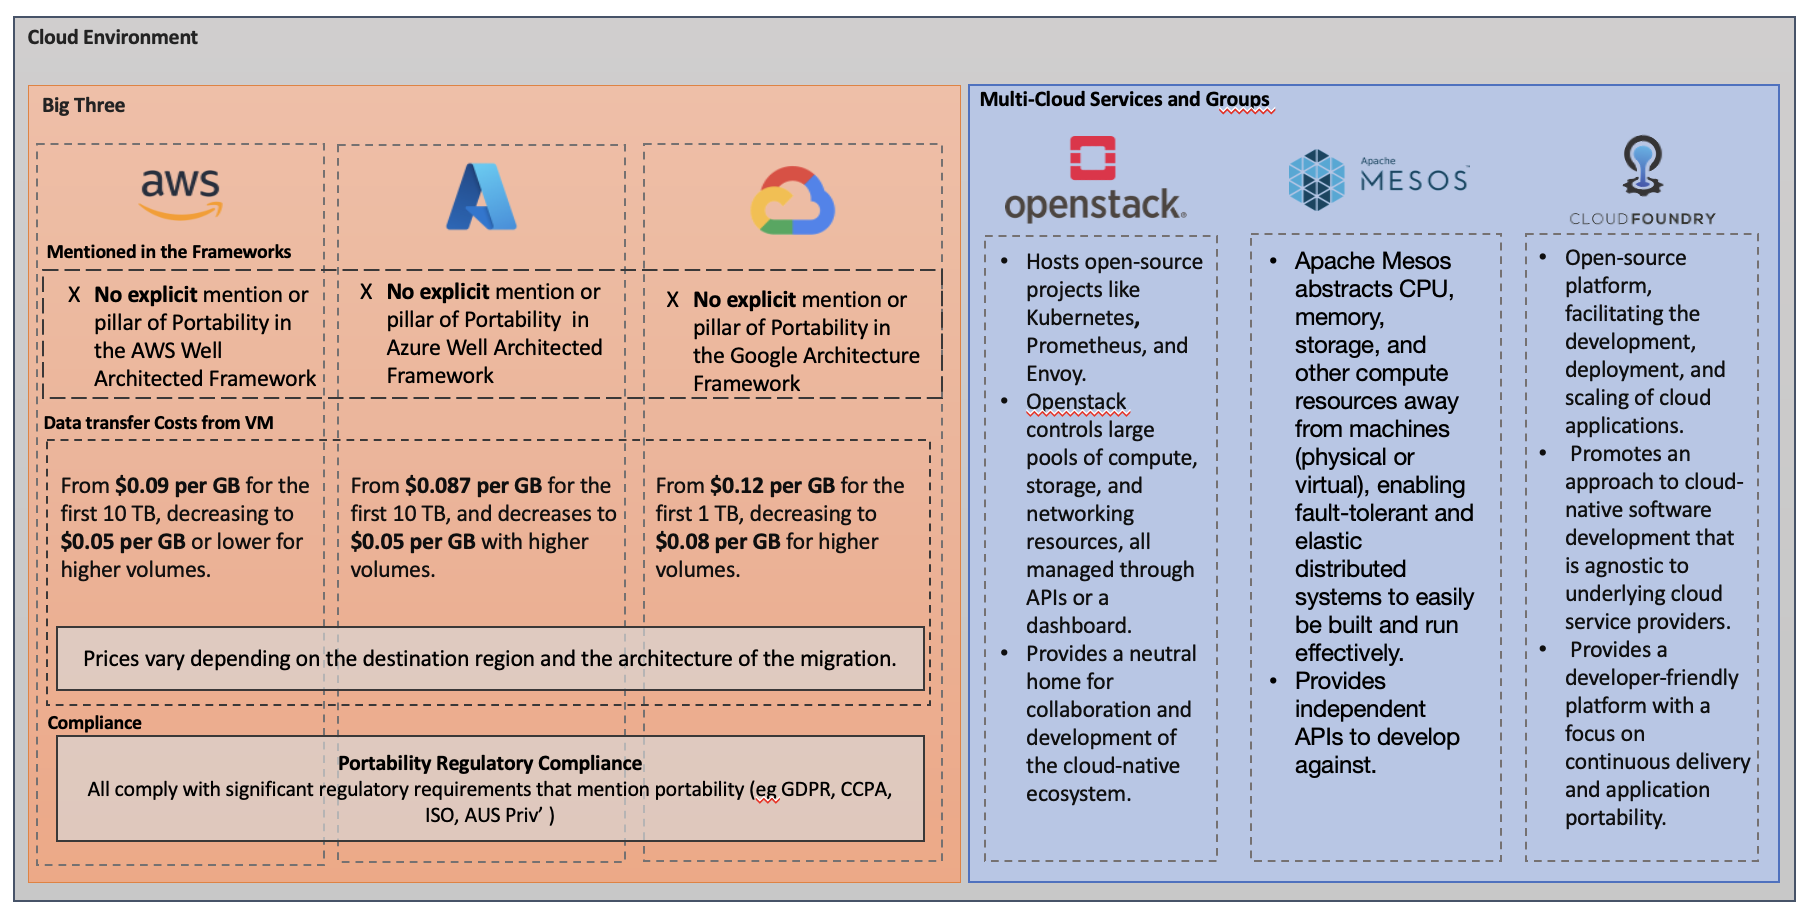 Cloud Environment
Big Three
aws
Mentioned in the Frameworks
X No explicit mention or
pillar of Portability in
the AWS Well
Architected Framework
X No explicit mention or
pillar of Portability in
Azure Well Architected
Framework
X No explicit mention or
pillar of Portability in
the Google Architecture
Framework
Data transfer Costs from VM
From $0.09 per GB for the
first 10 TB, decreasing to
$0.05 per GB or lower for
higher volumes.
From $0.087 per GB for the
first 10 TB, and decreases to
$0.05 per GB with higher
volumes.
From $0.12 per GB for the
first 1 TB, decreasing to
$0.08 per GB for higher
volumes.
Prices vary depending on the destination region and the architecture of the migration.
Compliance
Portability Regulatory Compliance
All comply with significant regulatory requirements that mention portability (eg GDPR, CCPA,
ISO, AUS Priv’ )
Multi-Cloud Services and Groups
openstack.
• Hosts open-source
projects like
Kubernetes,
Prometheus, and
Envoy.
• Openstack
controls large
pools of compute,
storage, and
networking
resources, all
managed through
APIs or a
dashboard.
• Provides a neutral
home for
collaboration and
development of
the cloud-native
ecosystem.
Apache
MESOS™
• Apache Mesos
abstracts CPU,
memory,
storage, and
other compute
resources away
from machines
(physical or
virtual), enabling
fault-tolerant and
elastic
distributed
systems to easily
be built and run
effectively.
• Provides
independent
APIs to develop
against.
CLOUDFOUNDRY
• Open-source
platform,
facilitating the
development,
deployment, and
scaling of cloud
applications.
• Promotes an
approach to cloud-
native software
development that
is agnostic to
underlying cloud
service providers.
• Provides a
developer-friendly
platform with a
focus on
continuous delivery
and application
portability.